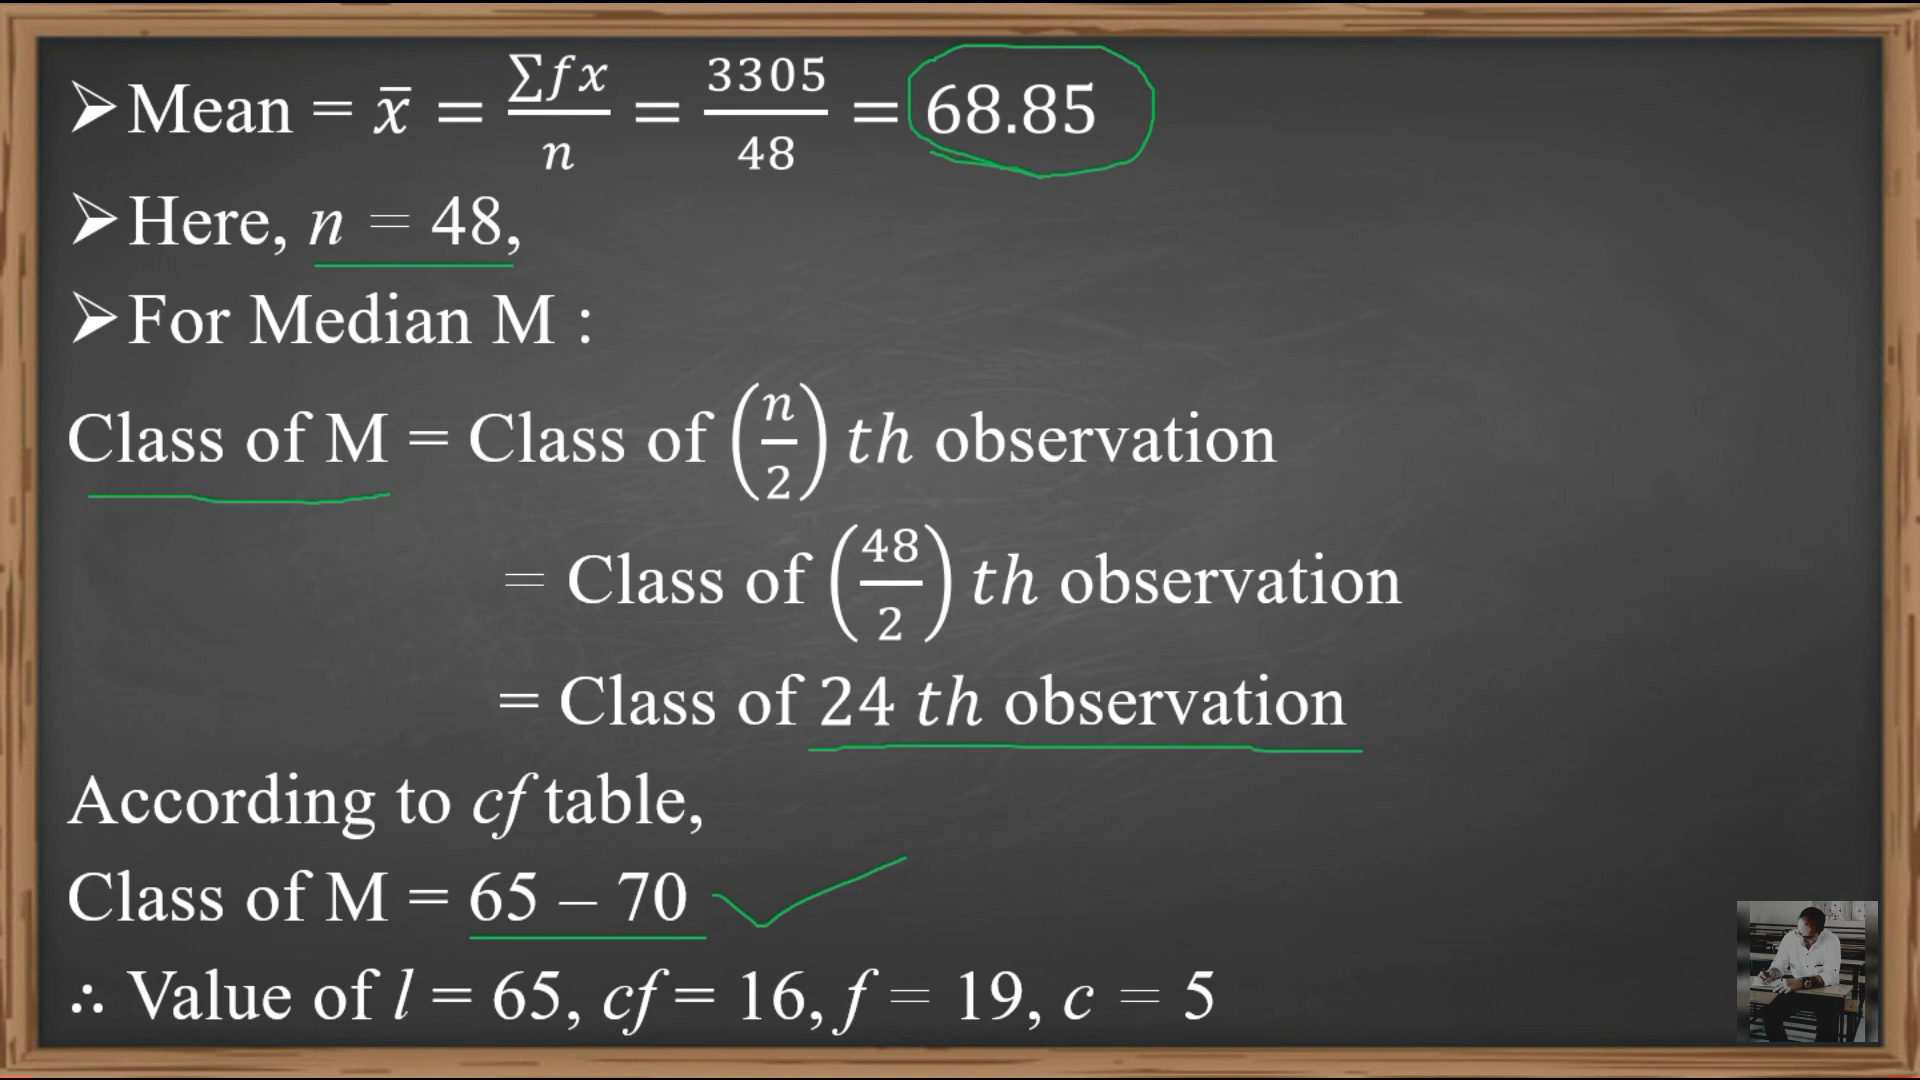 ➢Mean = x̄ = ∑fx/n = 3305/48 = 68.85
➢Here, n = 48,
➢For Median M :
Class of M = Class of (n/2) th observation
= Class of (48/2) th observation
= Class of 24 th observation
According to cf table,
Class of M = 65 – 70
∴ Value of l = 65, cf = 16, f = 19, c = 5